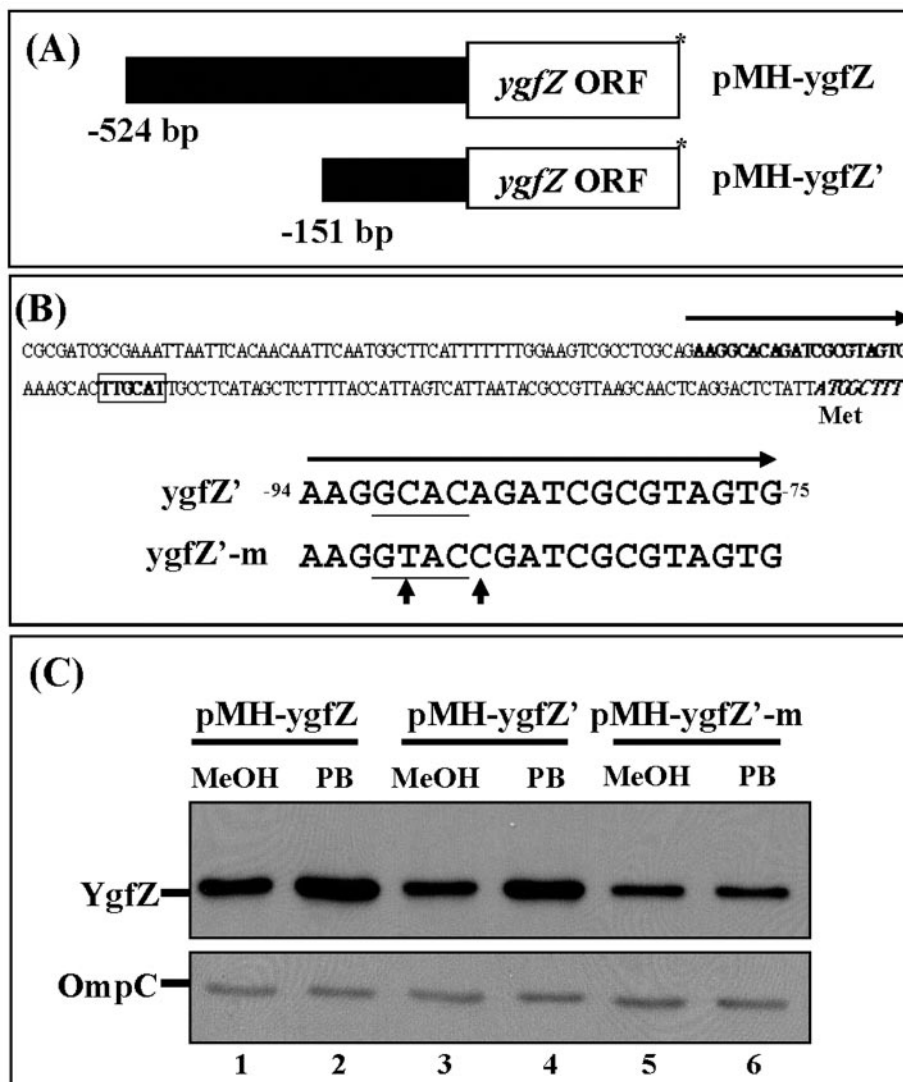 (A)
ygfZ ORF
*
pMH-ygfZ
-524 bp
ygfZ ORF
*
pMH-ygfZ’
-151 bp
(B)
CGCGATCGCGAAATTAATTCACAACAATTCAATGGCTTCATTTTTTTGGAAGTCGCCTCGCAGAAGGCACAGATCGCGTAGTG
AAAGCACTTGCATTGCCTCATAGCTCTTTTACCATTAGTCATTAATACGCCGTTAAGCAACTCAGGACTCTATTATGGCTTT
Met
ygfZ’ -94 AAGGCACAGATCGCGTAGTG -75
ygfZ’-m AAGGTACCGATCGCGTAGTG
(C)
pMH-ygfZ pMH-ygfZ’ pMH-ygfZ’-m
MeOH PB MeOH PB MeOH PB
YgfZ
OmpC
1 2 3 4 5 6